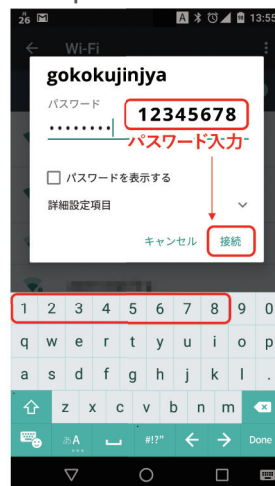 26 A 13:55
Wi-Fi
gokokujinjya
パスワード
12345678
••••••••
パスワード入力
パスワードを表示する
詳細設定項目
キャンセル 接続
1 2 3 4 5 6 7 8 9 0
q w e r t y u i o p
a s d f g h j k l .
z x c v b n m
あA #!?" Done